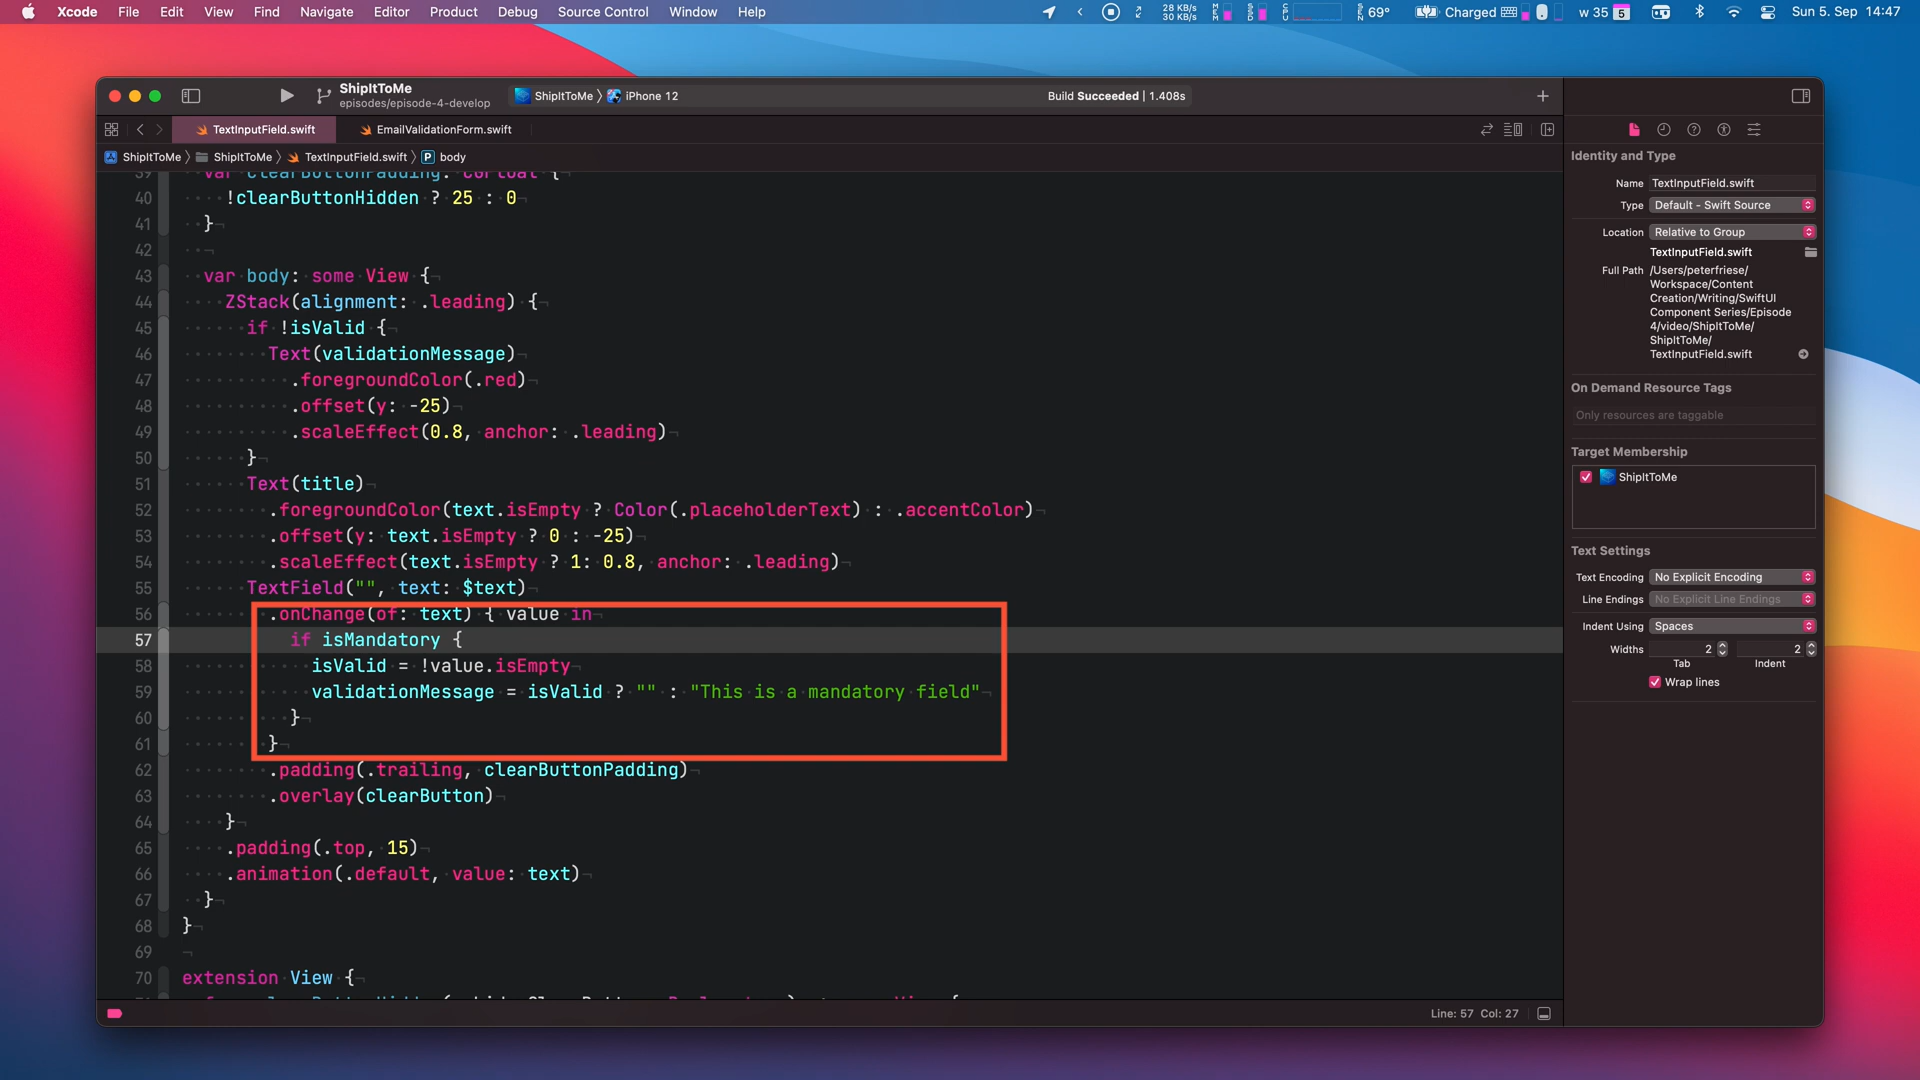 Xcode File Edit View Find Navigate Editor Product Debug Source Control Window Help
28 KB/s
30 KB/s
69° Charged w 35 5 Sun 5. Sep 14:47
ShipItToMe
episodes/episode-4-develop
ShipItToMe 〉 iPhone 12
Build Succeeded | 1.408s
TextInputField.swift
EmailValidationForm.swift
ShipItToMe 〉 ShipItToMe 〉 TextInputField.swift 〉 P body
39 var clearButtonPadding: CGFloat {
40 !clearButtonHidden ? 25 : 0
41 }
42
43 var body: some View {
44 ZStack(alignment: .leading) {
45 if !isValid {
46 Text(validationMessage)
47 .foregroundColor(.red)
48 .offset(y: -25)
49 .scaleEffect(0.8, anchor: .leading)
50 }
51 Text(title)
52 .foregroundColor(text.isEmpty ? Color(.placeholderText) : .accentColor)
53 .offset(y: text.isEmpty ? 0 : -25)
54 .scaleEffect(text.isEmpty ? 1: 0.8, anchor: .leading)
55 TextField("", text: $text)
56 .onChange(of: text) { value in
57 if isMandatory {
58 isValid = !value.isEmpty
59 validationMessage = isValid ? "" : "This is a mandatory field"
60 }
61 }
62 .padding(.trailing, clearButtonPadding)
63 .overlay(clearButton)
64 }
65 .padding(.top, 15)
66 .animation(.default, value: text)
67 }
68 }
69
70 extension View {
Line: 57 Col: 27
Identity and Type
Name TextInputField.swift
Type Default - Swift Source
Location Relative to Group
TextInputField.swift
Full Path /Users/peterfriese/
Workspace/Content
Creation/Writing/SwiftUI
Component Series/Episode
4/video/ShipItToMe/
ShipItToMe/
TextInputField.swift
On Demand Resource Tags
Only resources are taggable
Target Membership
ShipItToMe
Text Settings
Text Encoding No Explicit Encoding
Line Endings No Explicit Line Endings
Indent Using Spaces
Widths 2 2
Tab Indent
Wrap lines